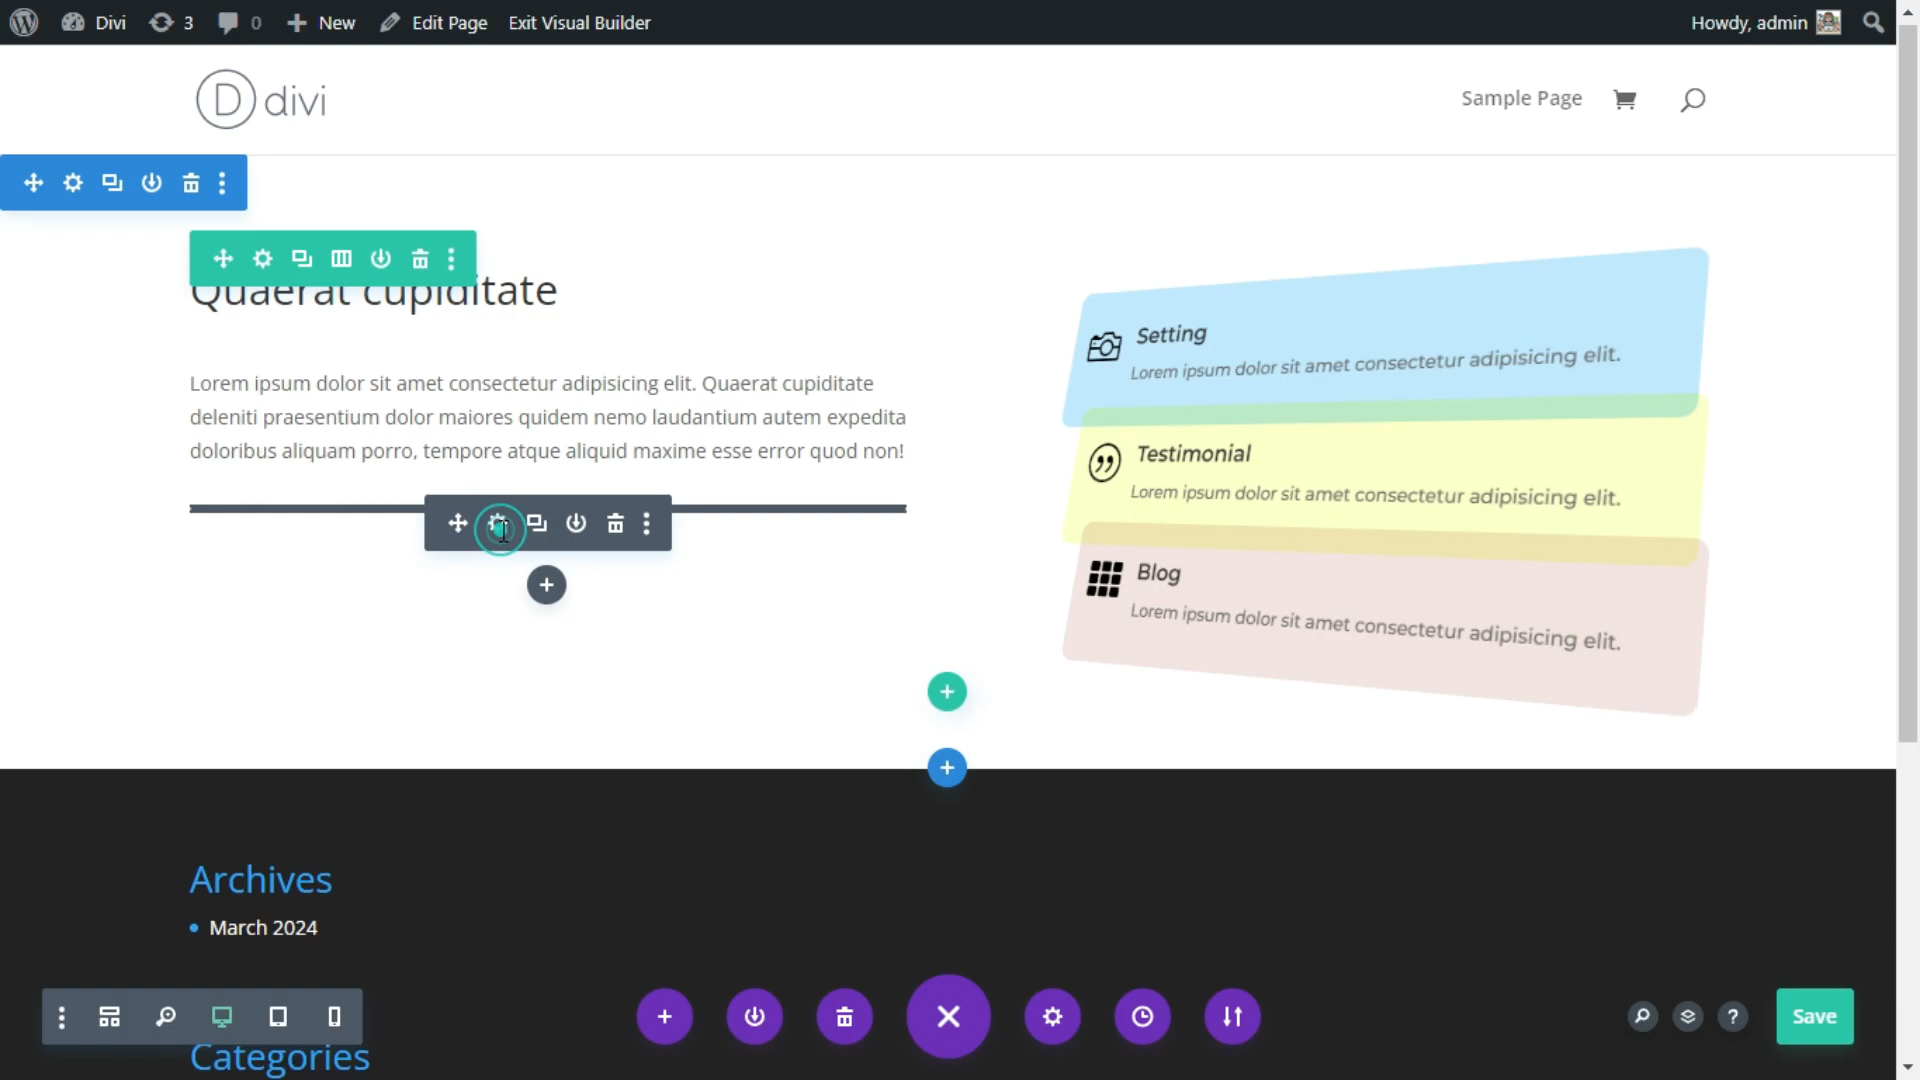 Divi
3
0
New
Edit Page
Exit Visual Builder
Howdy, admin
D divi
Sample Page
Quaerat cupiditate
Lorem ipsum dolor sit amet consectetur adipisicing elit. Quaerat cupiditate
deleniti praesentium dolor maiores quidem nemo laudantium autem expedita
doloribus aliquam porro, tempore atque aliquid maxime esse error quod non!
Setting
Lorem ipsum dolor sit amet consectetur adipisicing elit.
Testimonial
Lorem ipsum dolor sit amet consectetur adipisicing elit.
Blog
Lorem ipsum dolor sit amet consectetur adipisicing elit.
Archives
March 2024
Categories
Save